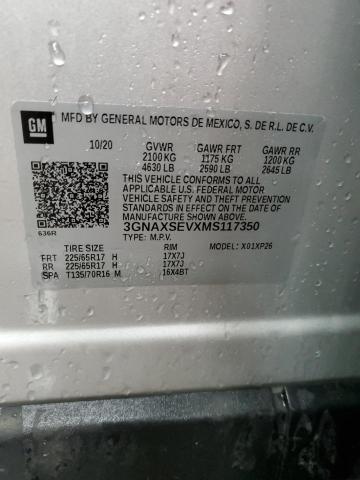 GM MFD BY GENERAL MOTORS DE MEXICO, S. DE R.L. DE C.V.
10/20 GVWR GAWR FRT GAWR RR
2100 KG 1175 KG 1200 KG
4630 LB 2590 LB 2645 LB
THIS VEHICLE CONFORMS TO ALL
APPLICABLE U.S. FEDERAL MOTOR
VEHICLE SAFETY AND THEFT
PREVENTION STANDARDS IN EFFECT
ON THE DATE OF MANUFACTURE
SHOWN ABOVE.
3GNAXSEVXMS117350
636R TYPE: M.P.V. MODEL: X01XP26
TIRE SIZE RIM
FRT 225/65R17 H 17X7J
RR 225/65R17 H 17X7J
SPA T135/70R16 M 16X4BT